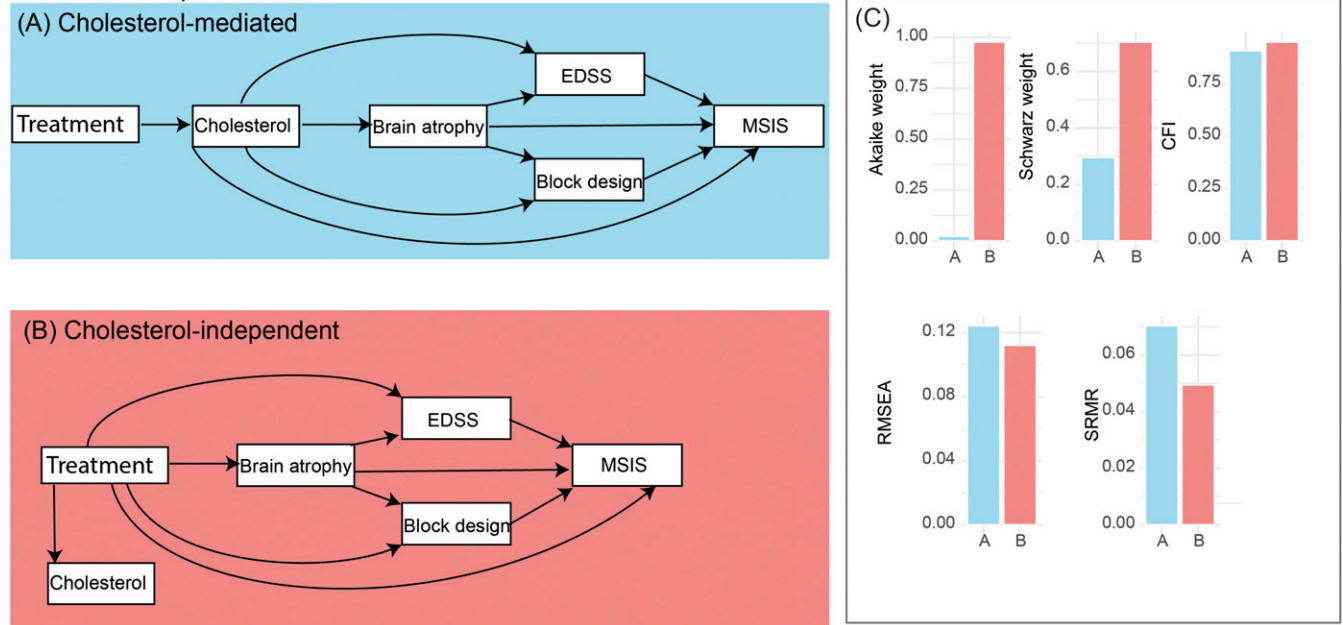 (A) Cholesterol-mediated
EDSS
Treatment
Cholesterol
Brain atrophy
MSIS
Block design
(B) Cholesterol-independent
EDSS
Treatment
Brain atrophy
MSIS
Block design
Cholesterol
(C)
Akaike weight
1.00
0.75
0.50
0.25
0.00
A B
Schwarz weight
0.6
0.4
0.2
0.0
A B
CFI
0.75
0.50
0.25
0.00
A B
RMSEA
0.12
0.08
0.04
0.00
A B
SRMR
0.06
0.04
0.02
0.00
A B